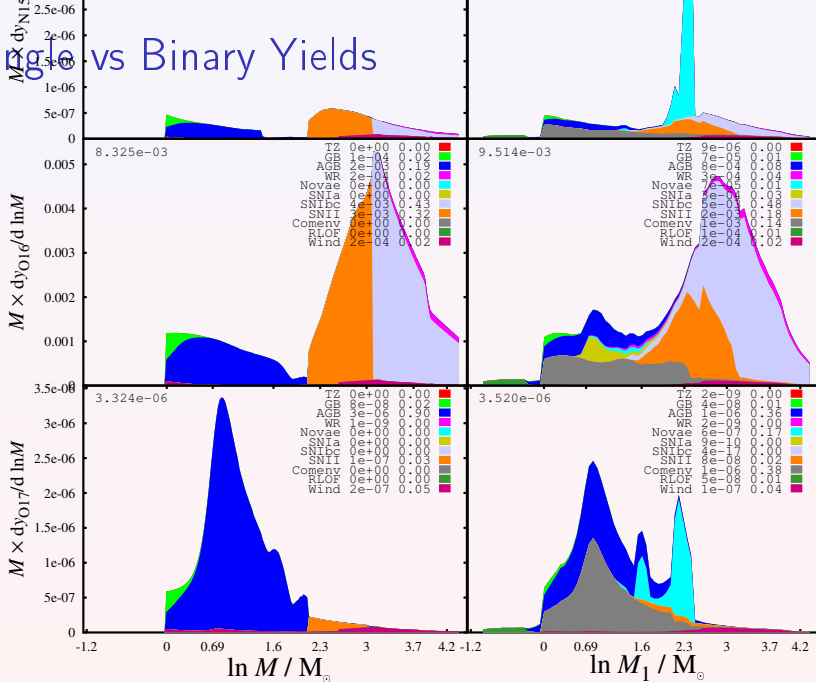 2.5e-06
2e-06
1e-06
5e-07
0
M × dyN15
ngle vs Binary Yields
8.325e-03
TZ 0e+00 0.00
GB 1e-04 0.02
AGB 2e-03 0.19
WR 2e-04 0.02
Novae 0e+00 0.00
SNIa 0e+00 0.00
SNIbc 4e-03 0.43
SNII 3e-03 0.32
Comenv 0e+00 0.00
RLOF 0e+00 0.00
Wind 2e-04 0.02
9.514e-03
TZ 9e-06 0.00
GB 7e-05 0.01
AGB 8e-04 0.08
WR 3e-04 0.04
Novae 5e-05 0.01
SNIa 3e-04 0.03
SNIbc 5e-03 0.48
SNII 2e-03 0.18
Comenv 1e-03 0.14
RLOF 1e-04 0.01
Wind 2e-04 0.02
0.005
0.004
0.003
0.002
0.001
0
M × dyO16/d lnM
3.324e-06
TZ 0e+00 0.00
GB 8e-08 0.02
AGB 3e-06 0.90
WR 1e-09 0.00
Novae 0e+00 0.00
SNIa 0e+00 0.00
SNIbc 0e+00 0.00
SNII 1e-07 0.03
Comenv 0e+00 0.00
RLOF 0e+00 0.00
Wind 2e-07 0.05
3.520e-06
TZ 2e-09 0.00
GB 4e-08 0.01
AGB 1e-06 0.36
WR 2e-09 0.00
Novae 6e-07 0.17
SNIa 9e-10 0.00
SNIbc 4e-17 0.00
SNII 8e-08 0.02
Comenv 1e-06 0.38
RLOF 5e-08 0.01
Wind 1e-07 0.04
3.5e-06
3e-06
2.5e-06
2e-06
1.5e-06
1e-06
5e-07
0
M × dyO17/d lnM
-1.2 0 0.69 1.6 2.3 3 3.7 4.2
-1.2 0 0.69 1.6 2.3 3 3.7 4.2
ln M / M☉
ln M1 / M☉